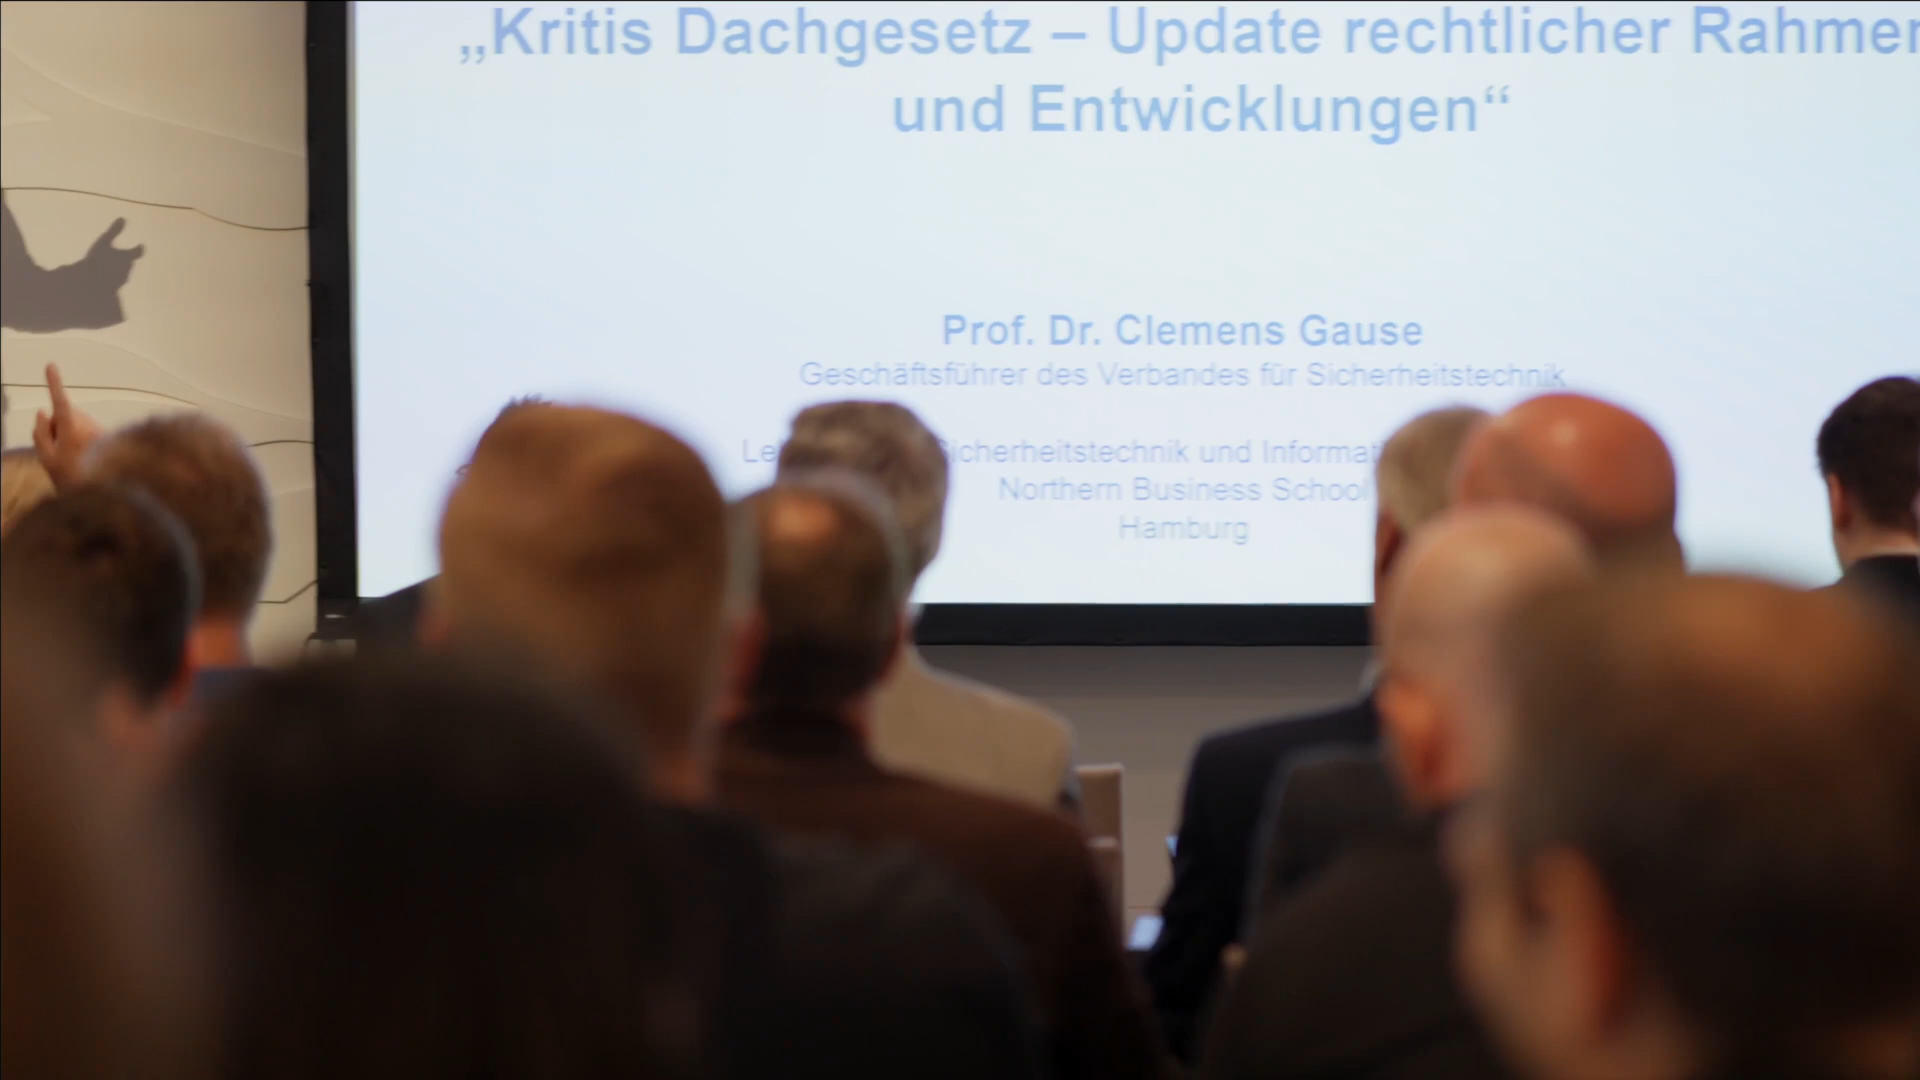 „Kritis Dachgesetz – Update rechtlicher Rahmen
und Entwicklungen“
Prof. Dr. Clemens Gause
Geschäftsführer des Verbandes für Sicherheitstechnik
Sicherheitstechnik und
Northern Business School
Hamburg